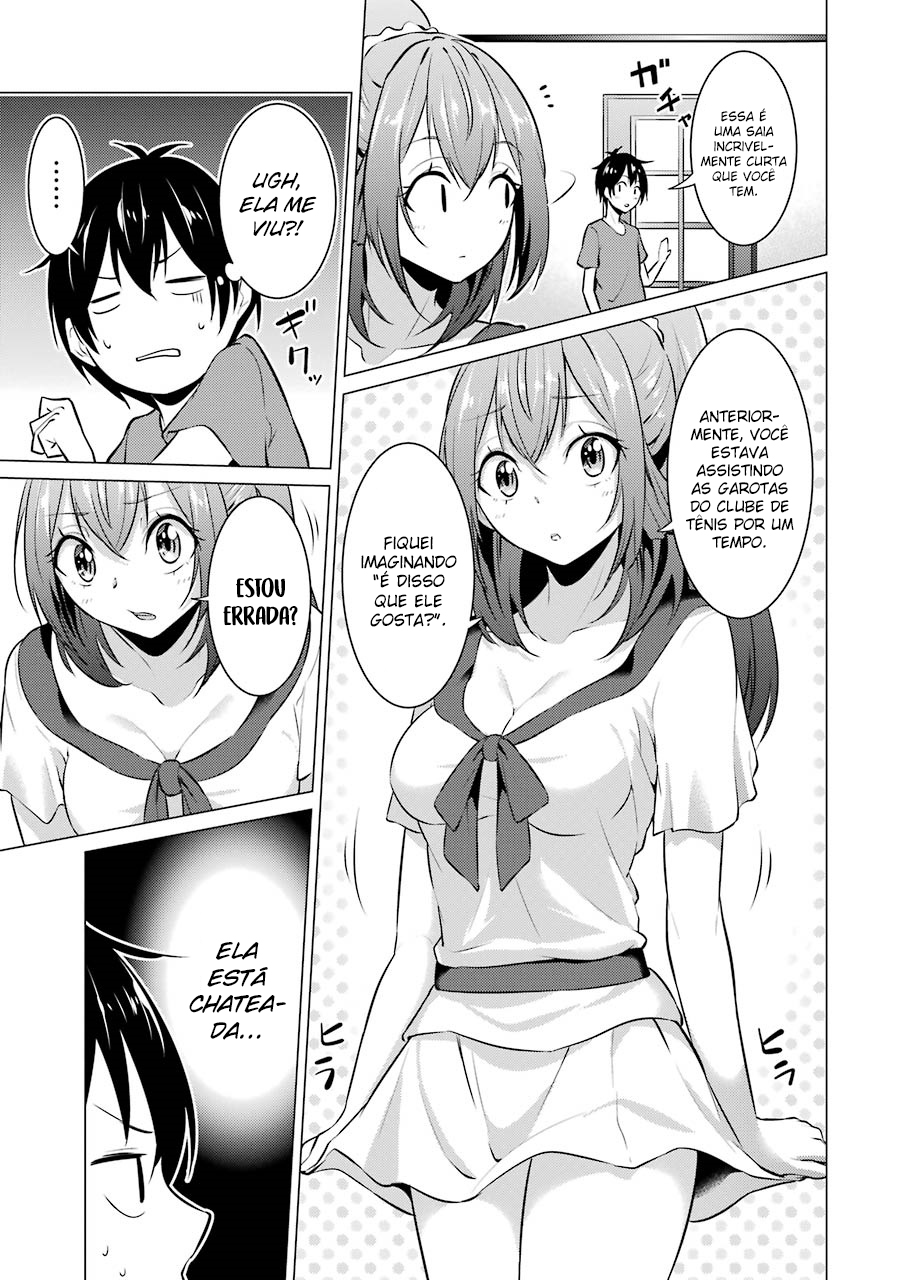 ESSA É
UMA SAIA
INCRIVEL-
MENTE CURTA
QUE VOCÊ
TEM.
ガチャ
ANTERIOR-
MENTE, VOCÊ
ESTAVA
ASSISTINDO
AS GAROTAS
DO CLUBE DE
TÊNIS POR UM
TEMPO.
FIQUEI
IMAGINANDO
"É DISSO
QUE ELE
GOSTA?".
ヒラ
ヒラ
UGH,
ELA ME
VIU?!
......
ギクッ
ESTOU
ERRADA?
ELA
ESTÁ
CHATEA-
DA...